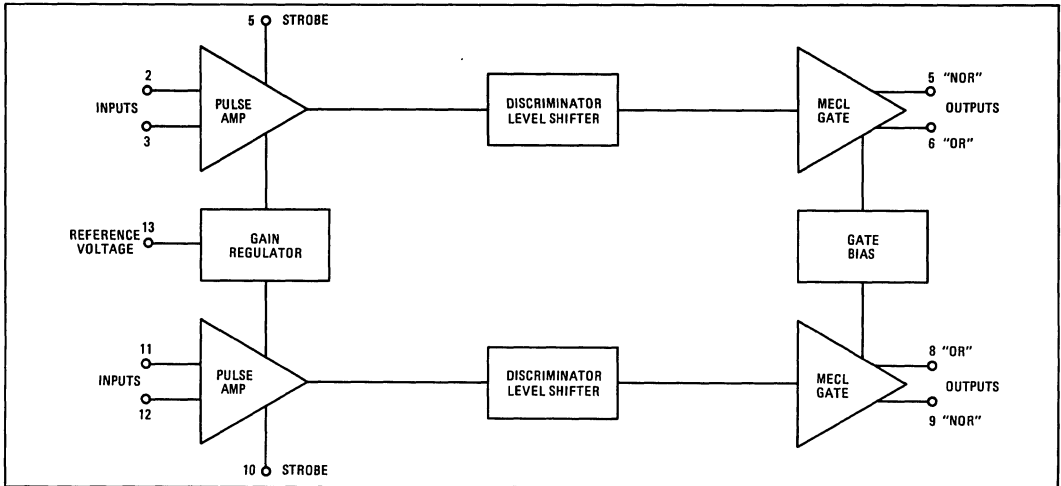 5 STROBE
2
INPUTS
3
PULSE
AMP
DISCRIMINATOR
LEVEL SHIFTER
MECL
GATE
5 "NOR"
OUTPUTS
6 "OR"
REFERENCE
VOLTAGE
13
GAIN
REGULATOR
GATE
BIAS
11
INPUTS
12
PULSE
AMP
DISCRIMINATOR
LEVEL SHIFTER
MECL
GATE
8 "OR"
OUTPUTS
9 "NOR"
10 STROBE